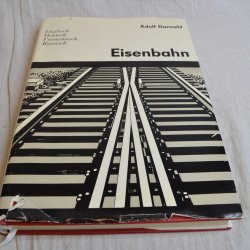 Adolf Dannehl
Englisch
Deutsch
Französisch
Russisch
Eisenbahn